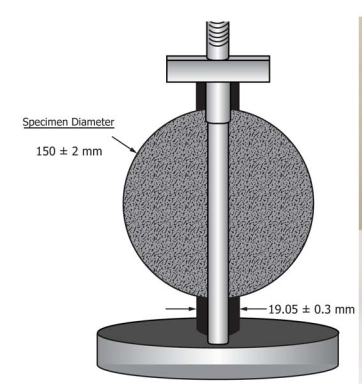 Specimen Diameter
150 ± 2 mm
19.05 ± 0.3 mm